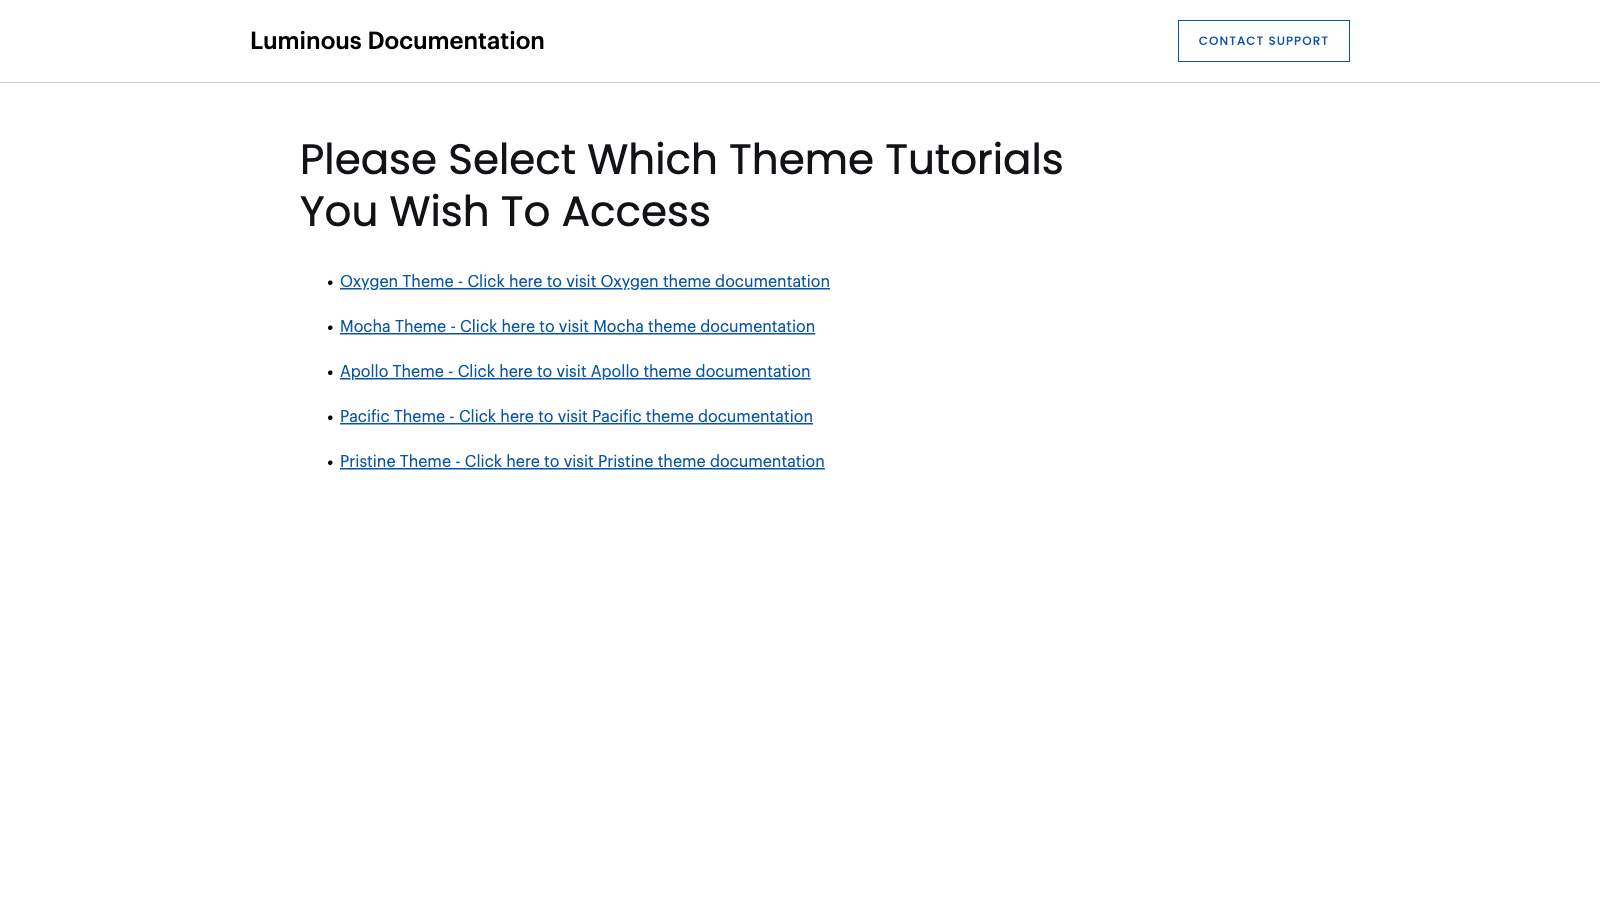 Luminous Documentation
CONTACT SUPPORT
Please Select Which Theme Tutorials
You Wish To Access
• Oxygen Theme - Click here to visit Oxygen theme documentation
• Mocha Theme - Click here to visit Mocha theme documentation
• Apollo Theme - Click here to visit Apollo theme documentation
• Pacific Theme - Click here to visit Pacific theme documentation
• Pristine Theme - Click here to visit Pristine theme documentation